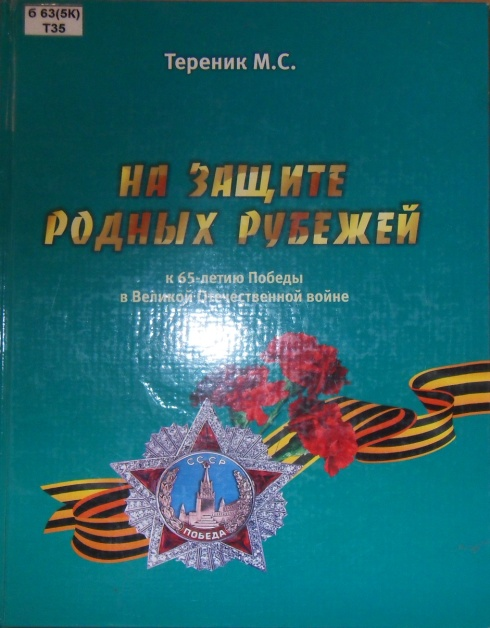 б 63(5К)
Т35
Тереник М.С.
НА ЗАЩИТЕ
РОДНЫХ РУБЕЖЕЙ
к 65-летию Победы
в Великой Отечественной войне
СССР
ПОБЕДА